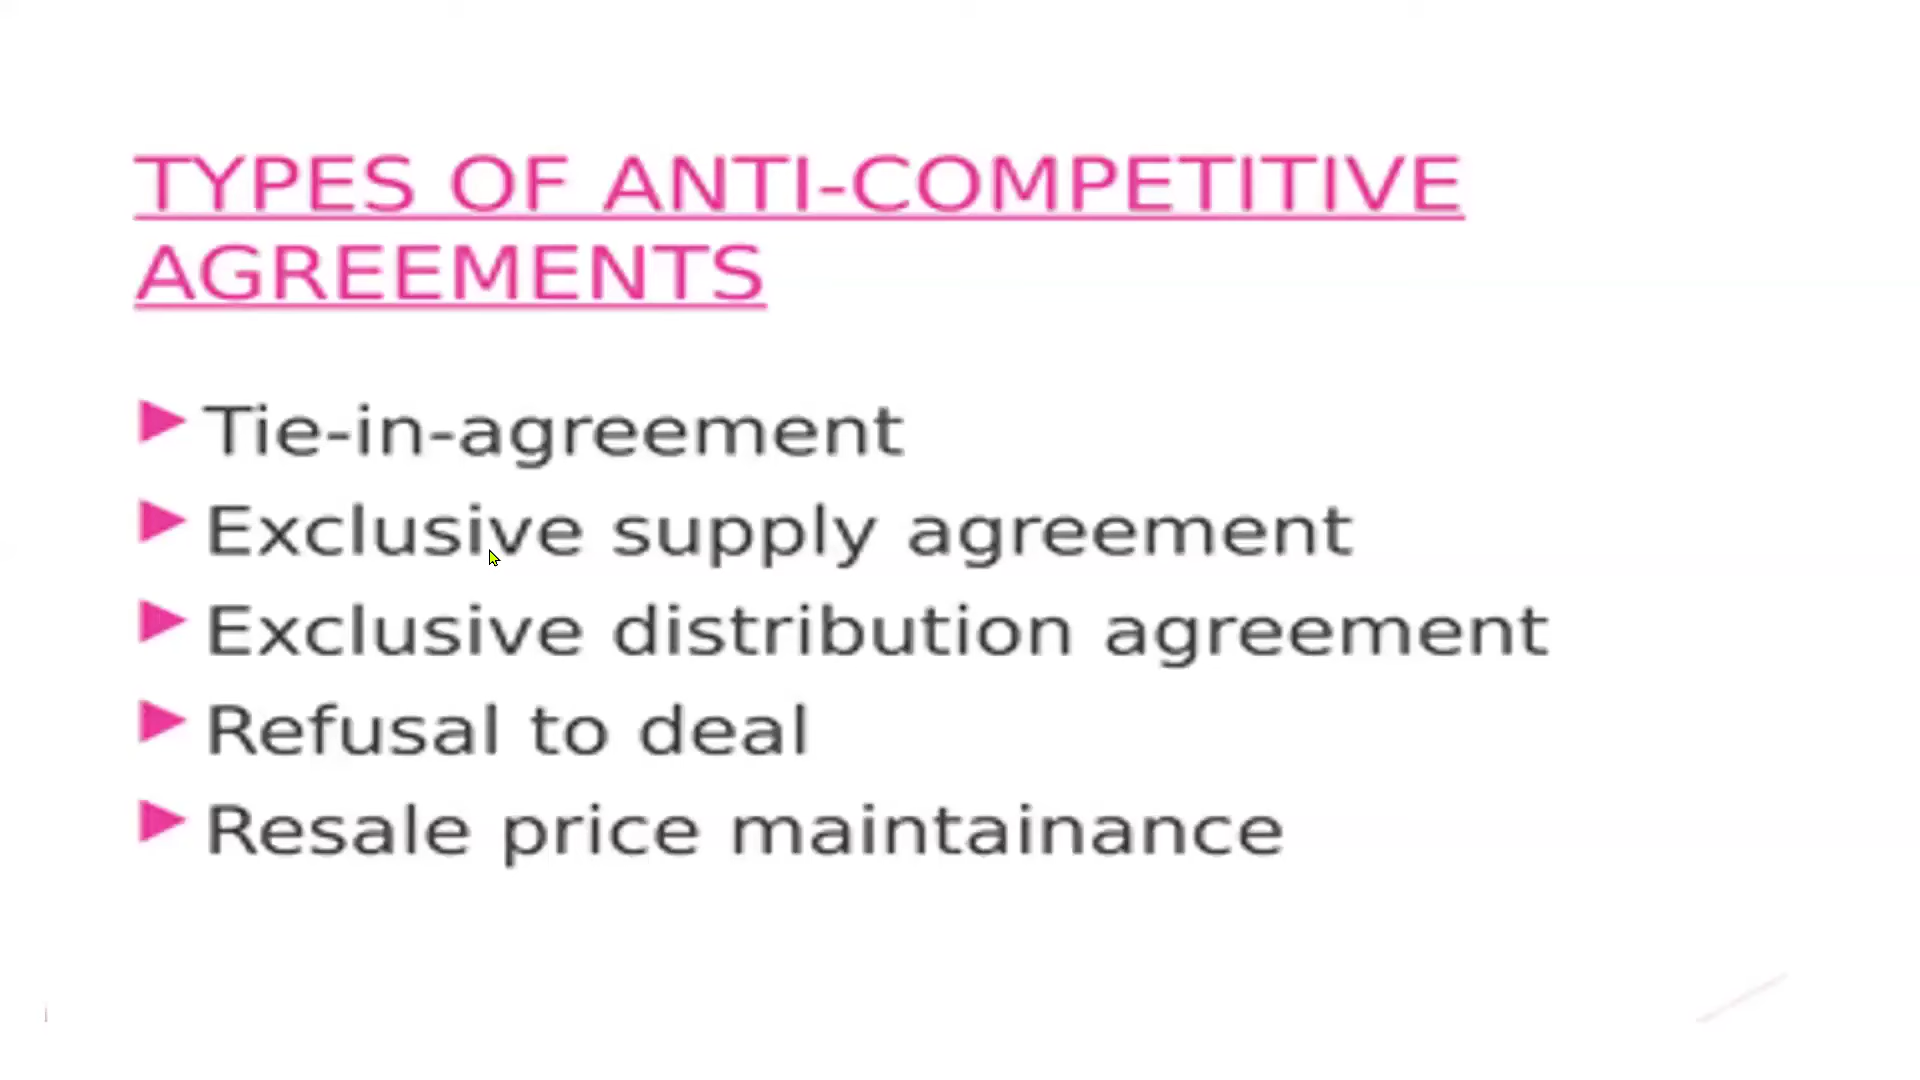 TYPES OF ANTI-COMPETITIVE
AGREEMENTS
Tie-in-agreement
Exclusive supply agreement
Exclusive distribution agreement
Refusal to deal
Resale price maintainance